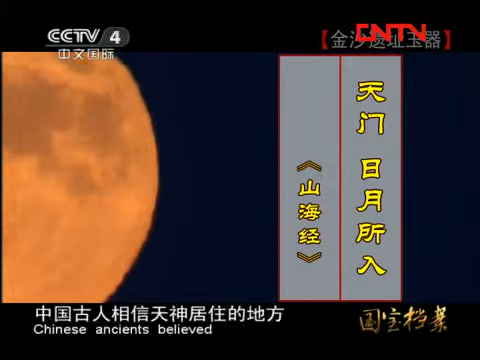 CCTV 4
中文国际
CNTV
【金沙遗址玉器】
天门 日月所入
《山海经》
中国古人相信天神居住的地方
Chinese ancients believed
国宝档案